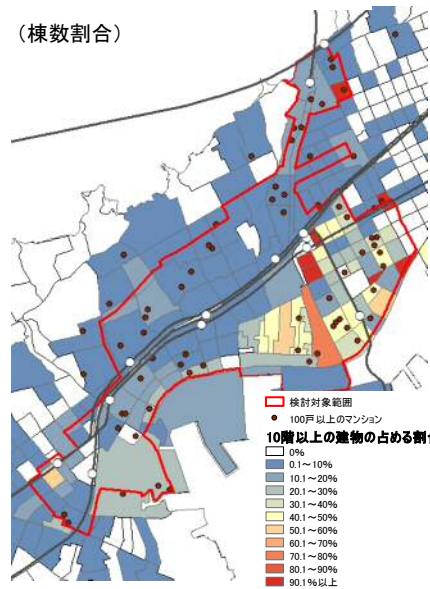 （棟数割合）
検討対象範囲
100戸以上のマンション
10階以上の建物の占める割合
0%
0.1～10%
10.1～20%
20.1～30%
30.1～40%
40.1～50%
50.1～60%
60.1～70%
70.1～80%
80.1～90%
90.1%以上